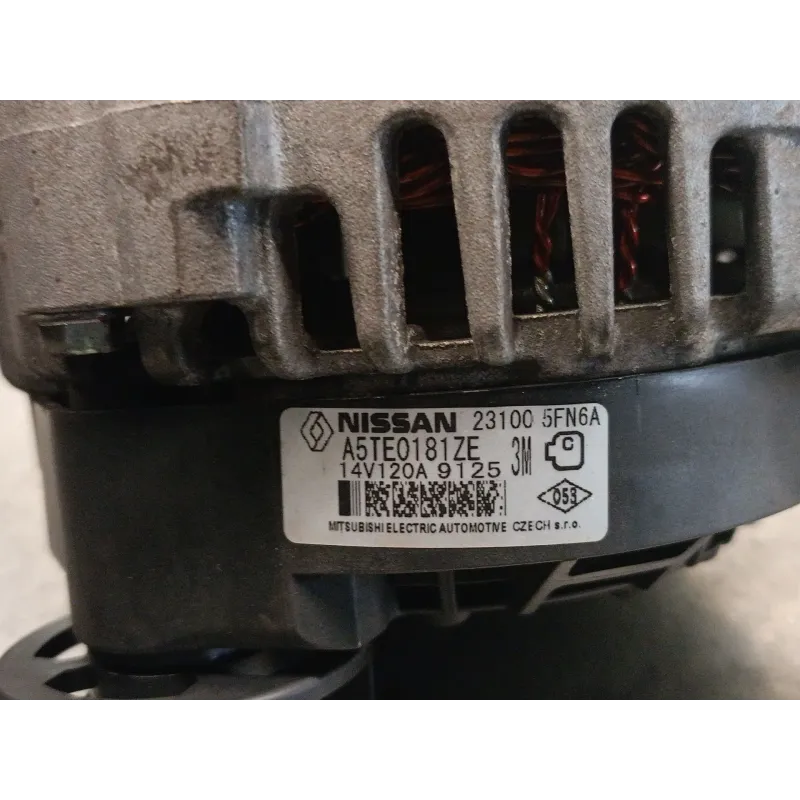 NISSAN 23100 5FN6A
A5TE0181ZE
14V120A 9125 3M C
053
MITSUBISHI ELECTRIC AUTOMOTIVE CZECH s.r.o.